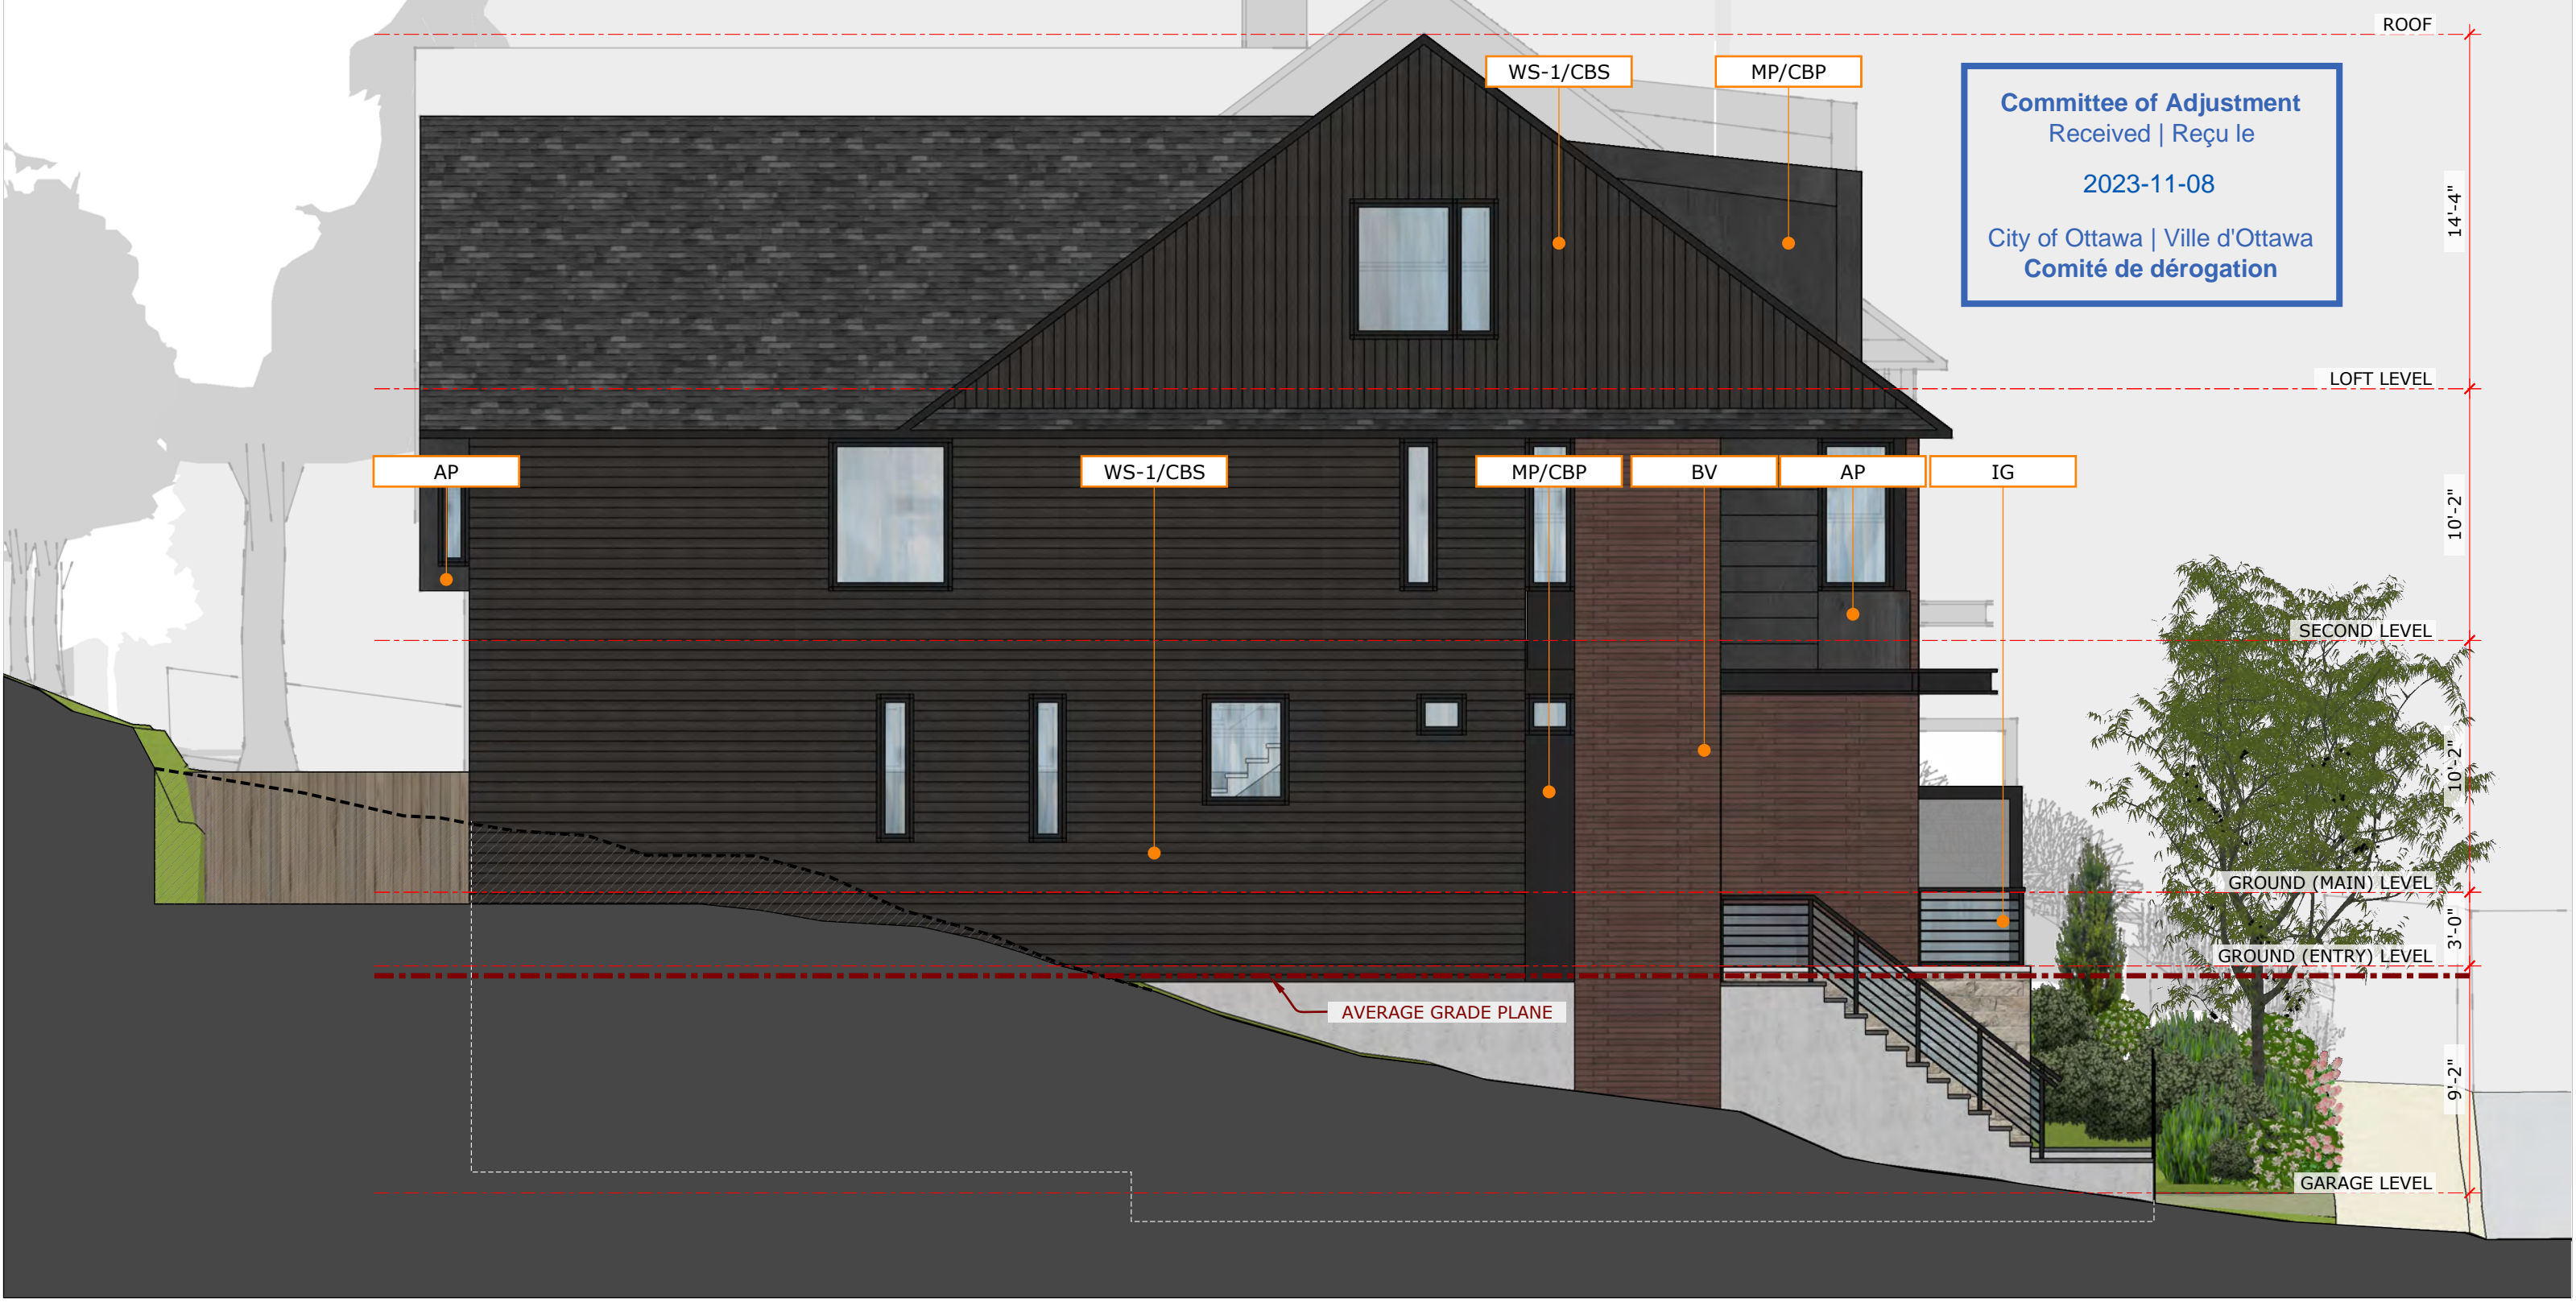 ROOF
WS-1/CBS
MP/CBP
Committee of Adjustment
Received | Reçu le
2023-11-08
City of Ottawa | Ville d'Ottawa
Comité de dérogation
14'-4"
LOFT LEVEL
AP
WS-1/CBS
MP/CBP
BV
AP
IG
10'-2"
SECOND LEVEL
10'-2"
GROUND (MAIN) LEVEL
3'-0"
GROUND (ENTRY) LEVEL
AVERAGE GRADE PLANE
9'-2"
GARAGE LEVEL